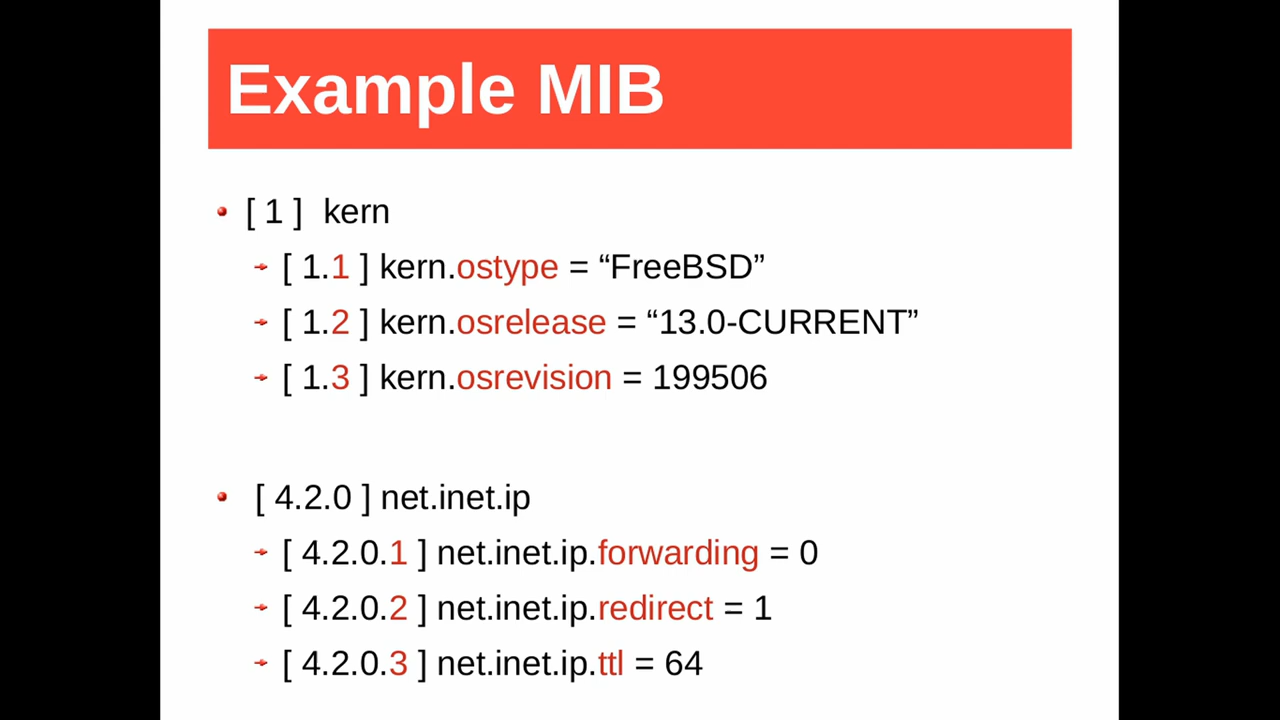 Example MIB
[ 1 ]  kern
[ 1.1 ] kern.ostype = “FreeBSD”
[ 1.2 ] kern.osrelease = “13.0-CURRENT”
[ 1.3 ] kern.osrevision = 199506
[ 4.2.0 ] net.inet.ip
[ 4.2.0.1 ] net.inet.ip.forwarding = 0
[ 4.2.0.2 ] net.inet.ip.redirect = 1
[ 4.2.0.3 ] net.inet.ip.ttl = 64